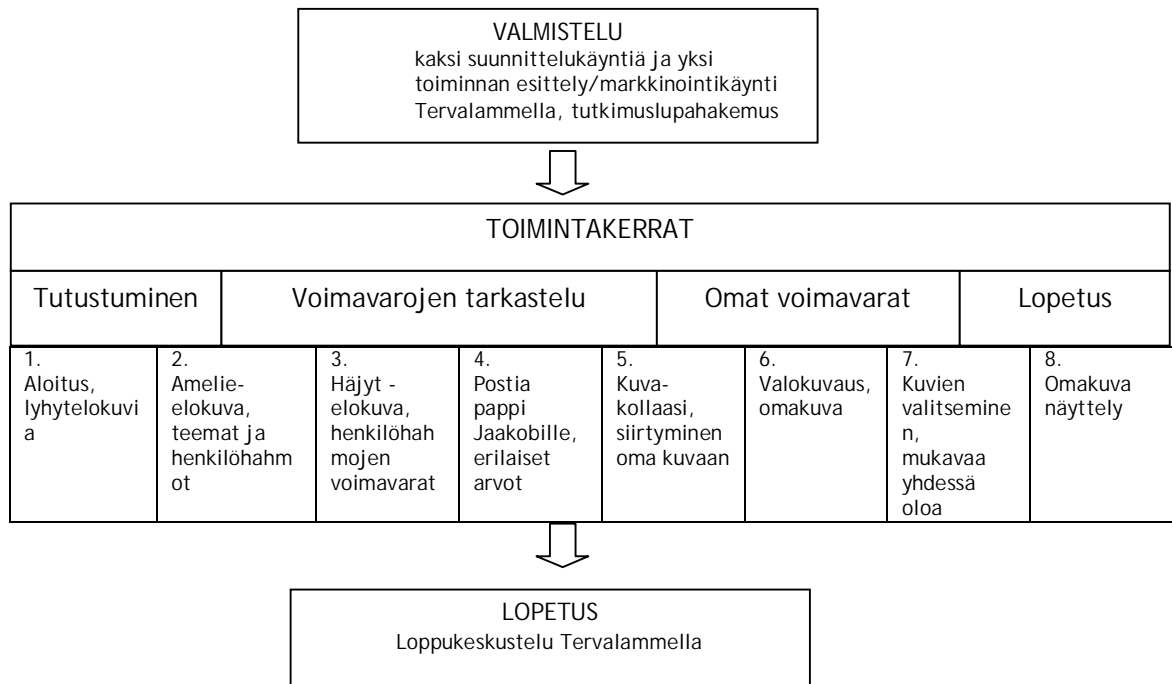 VALMISTELU
kaksi suunnittelukäyntiä ja yksi
toiminnan esittely/markkinointikäynti
Tervalammella, tutkimuslupahakemus
TOIMINTAKERRAT
Tutustuminen
Voimavarojen tarkastelu
Omat voimavarat
Lopetus
1.
Aloitus,
lyhytelokuvi
a
2.
Amelie-
elokuva,
teemat ja
henkilöhahm
ot
3.
Häjyt -
elokuva,
henkilöhah
mojen
voimavarat
4.
Postia
pappi
Jaakobille,
erilaiset
arvot
5.
Kuva-
kollaasi,
siirtyminen
oma kuvaan
6.
Valokuvaus,
omakuva
7.
Kuvien
valitsemine
n,
mukavaa
yhdessä
oloa
8.
Omakuva
näyttely
LOPETUS
Loppukeskustelu Tervalammella